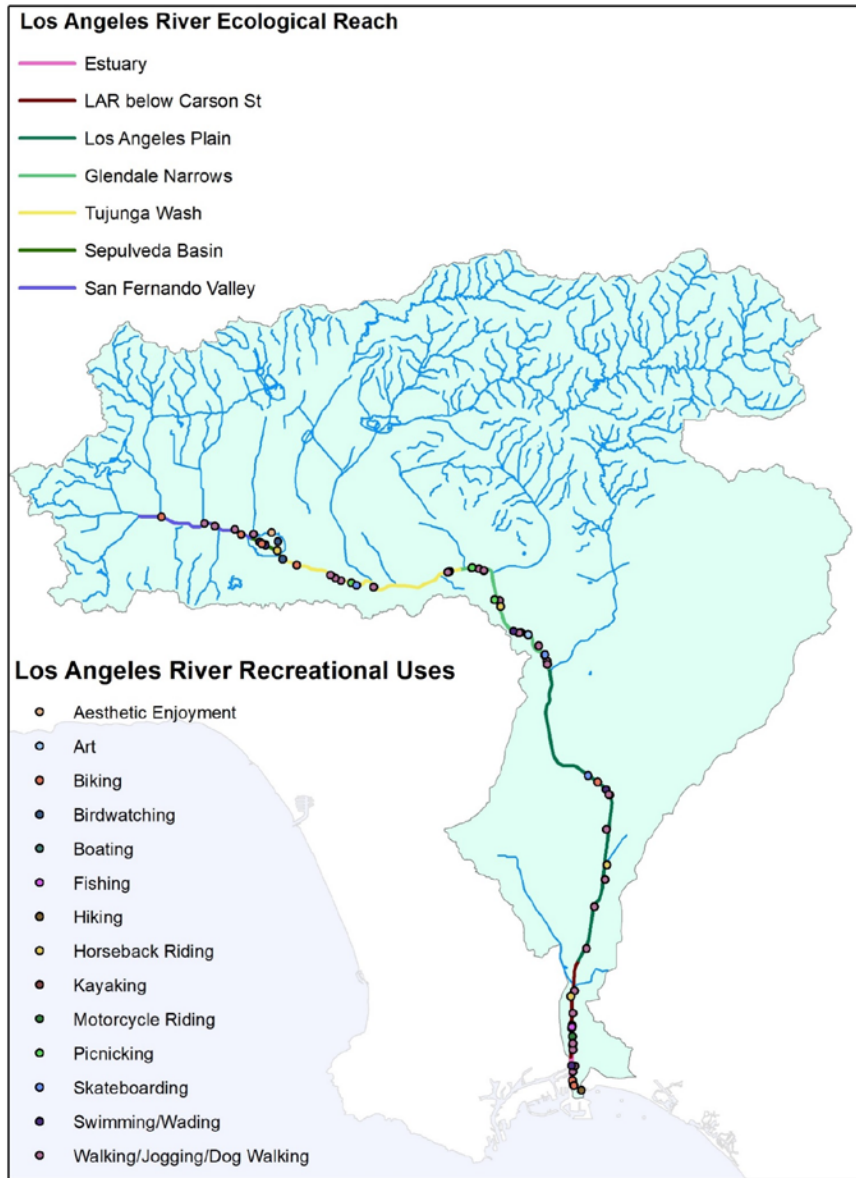 Los Angeles River Ecological Reach
Estuary
LAR below Carson St
Los Angeles Plain
Glendale Narrows
Tujunga Wash
Sepulveda Basin
San Fernando Valley
Los Angeles River Recreational Uses
Aesthetic Enjoyment
Art
Biking
Birdwatching
Boating
Fishing
Hiking
Horseback Riding
Kayaking
Motorcycle Riding
Picnicking
Skateboarding
Swimming/Wading
Walking/Jogging/Dog Walking